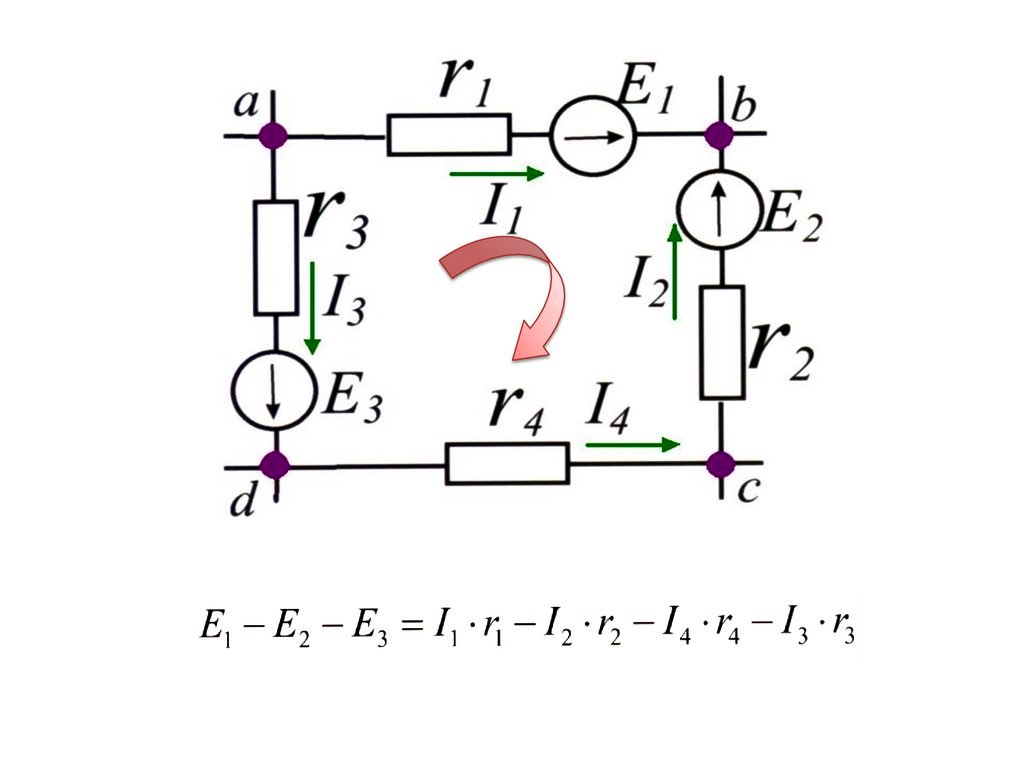 r₁ E₁
a b
I₁
r₃ E₂
I₃ I₂
r₂
E₃ r₄ I₄
d c
E₁ − E₂ − E₃ = I₁ · r₁ − I₂ · r₂ − I₄ · r₄ − I₃ · r₃